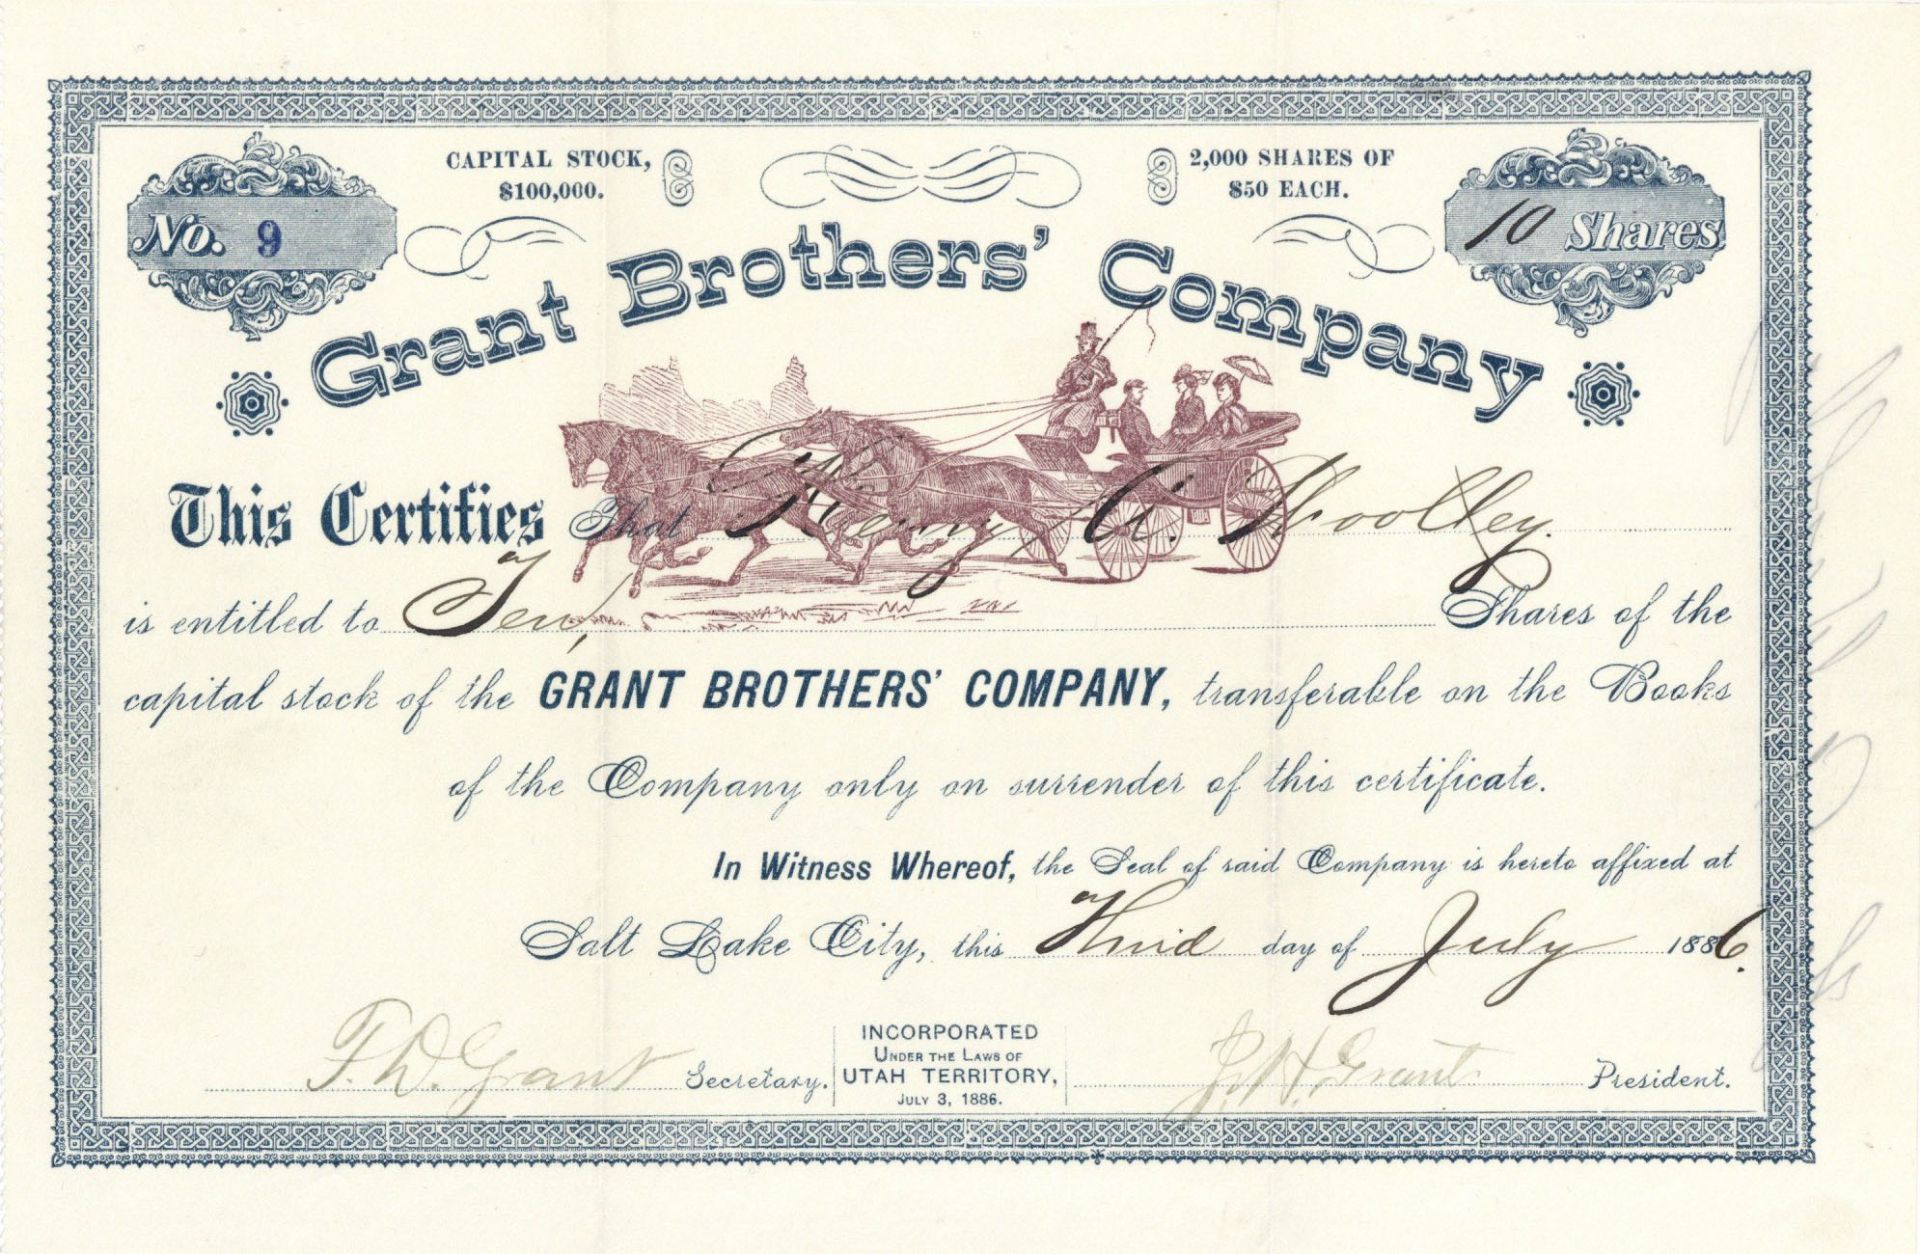 CAPITAL STOCK, $100,000.
2,000 SHARES OF $50 EACH.
No. 9
10 Shares
Grant Brothers' Company
This Certifies That Henry A. Woolley.
is entitled to Ten, Shares of the
capital stock of the GRANT BROTHERS' COMPANY, transferable on the Books
of the Company only on surrender of this certificate.
In Witness Whereof, the Seal of said Company is hereto affixed at
Salt Lake City, this Third day of July 1886.
F.D. Grant Secretary.
INCORPORATED
UNDER THE LAWS OF
UTAH TERRITORY,
JULY 3, 1886.
J.H. Grant President.